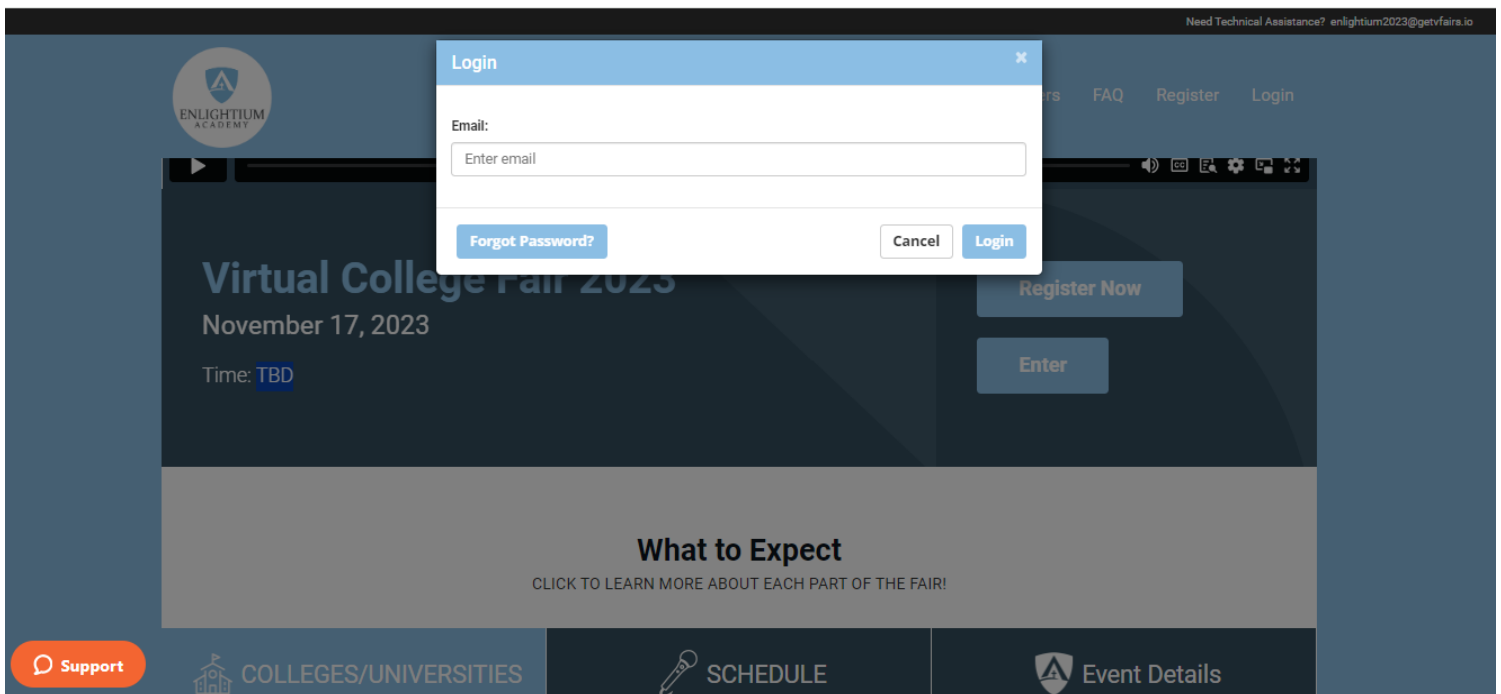 Need Technical Assistance? enlightium2023@getvfairs.io
ENLIGHTIUM
ACADEMY
FAQ Register Login
Login
Email:
Enter email
Forgot Password? Cancel Login
Virtual College Fair 2023
November 17, 2023
Time: TBD
Register Now
Enter
What to Expect
CLICK TO LEARN MORE ABOUT EACH PART OF THE FAIR!
COLLEGES/UNIVERSITIES
SCHEDULE
Event Details
Support